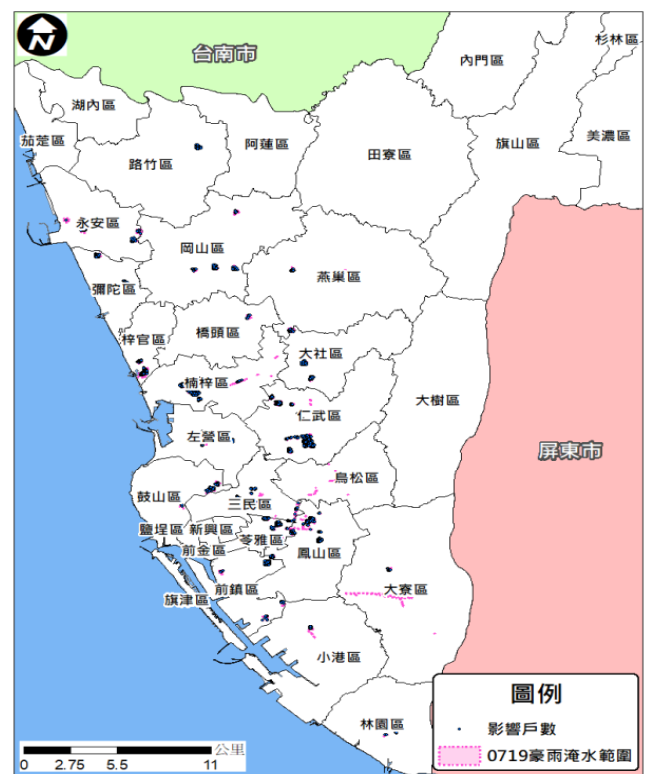 N
台南市
內門區
杉林區
湖內區
茄萣區
路竹區
阿蓮區
田寮區
旗山區
美濃區
永安區
岡山區
燕巢區
彌陀區
梓官區
橋頭區
大社區
楠梓區
仁武區
大樹區
左營區
屏東市
鳥松區
鼓山區
三民區
鹽埕區
新興區
苓雅區
前金區
鳳山區
旗津區
前鎮區
大寮區
小港區
林園區
圖例
影響戶數
0719豪雨淹水範圍
公里
0 2.75 5.5 11